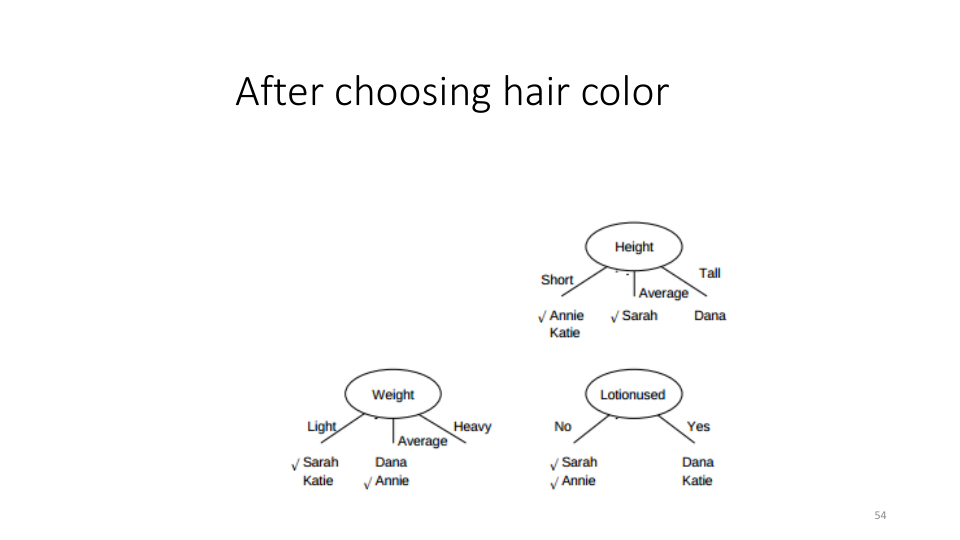 After choosing hair color
Height
Short
Average
Tall
√ Annie
Katie
√ Sarah
Dana
Weight
Light
Average
Heavy
√ Sarah
Katie
Dana
√ Annie
Lotionused
No
Yes
√ Sarah
√ Annie
Dana
Katie
54